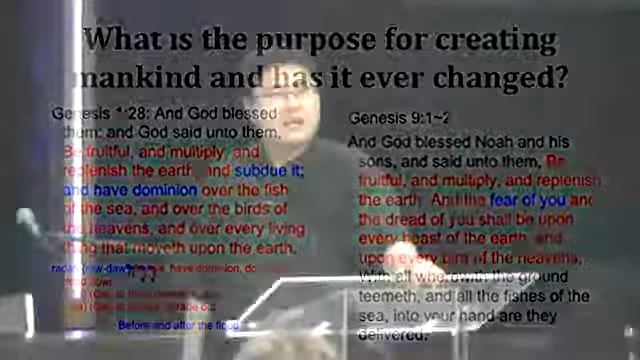 What is the purpose for creating
mankind and has it ever changed?
Genesis 1:28: And God blessed
them: and God said unto them,
Be fruitful, and multiply, and
replenish the earth, and subdue it;
and have dominion over the fish
of the sea, and over the birds of
the heavens, and over every living
thing that moveth upon the earth.
radah (raw-daw') have dominion,
Before and after the flood
Genesis 9:1~2
And God blessed Noah and his
sons, and said unto them, Be
fruitful, and multiply, and replenish
the earth. And the fear of you and
the dread of you shall be upon
every beast of the earth, and
upon every bird of the heavens,
With all wherewith the ground
teemeth, and all the fishes of the
sea, into your hand are they
delivered.